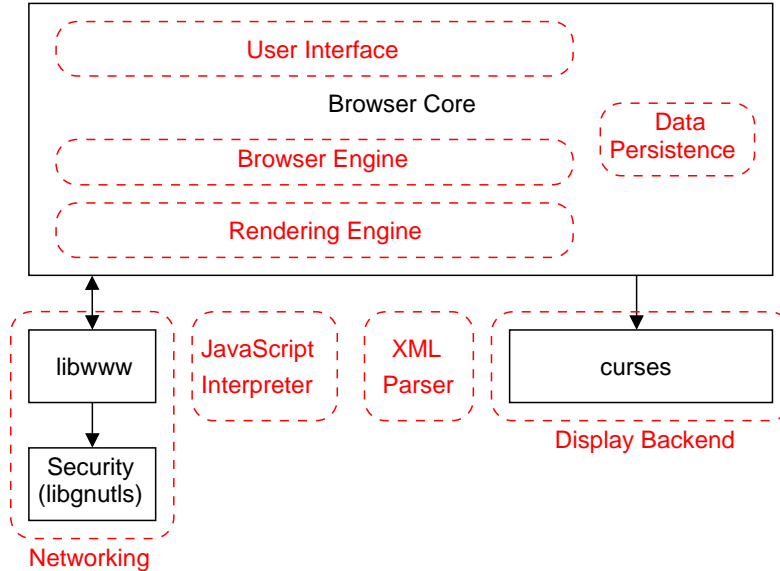 User Interface
Browser Core
Data
Persistence
Browser Engine
Rendering Engine
libwww
JavaScript
Interpreter
XML
Parser
curses
Display Backend
Security
(libgnutls)
Networking